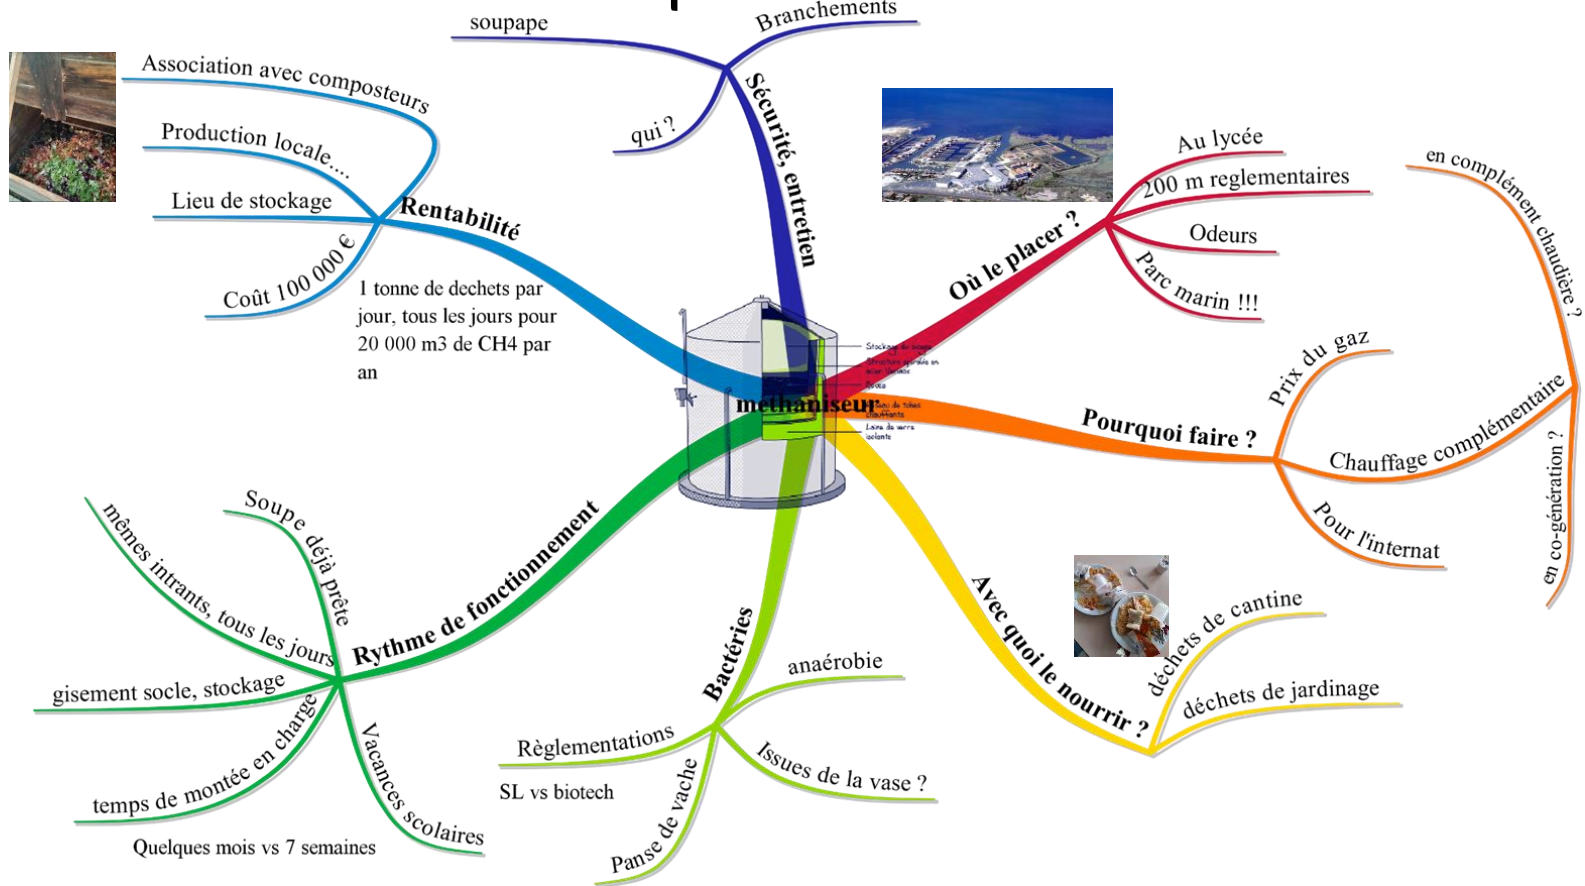 soupape
Branchements
qui ?
Sécurité, entretien
Association avec composteurs
Production locale....
Lieu de stockage
Coût 100 000 €
Rentabilité
1 tonne de dechets par
jour, tous les jours pour
20 000 m3 de CH4 par
an
Au lycée
200 m reglementaires
Odeurs
Parc marin !!!
Où le placer ?
en complément chaudière ?
Prix du gaz
Chauffage complémentaire
en co-génération ?
Pour l'internat
Pourquoi faire ?
methaniseur
Laine de verre
isolante
Soupe déjà prête
mêmes intrants, tous les jours
gisement socle, stockage
temps de montée en charge
Quelques mois vs 7 semaines
Vacances scolaires
Rythme de fonctionnement
Bactéries
anaérobie
Règlementations
SL vs biotech
Issues de la vase ?
Panse de vache
Avec quoi le nourrir ?
déchets de cantine
déchets de jardinage